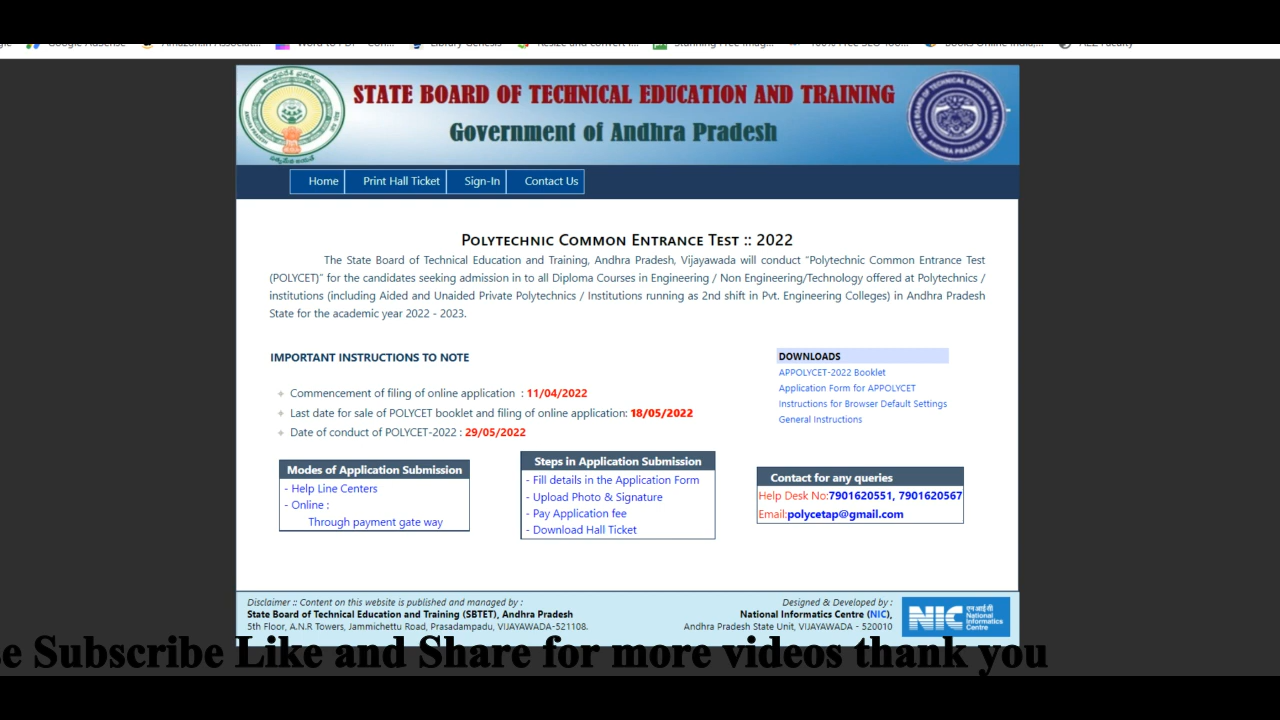 STATE BOARD OF TECHNICAL EDUCATION AND TRAINING
Government of Andhra Pradesh
Home Print Hall Ticket Sign-In Contact Us
POLYTECHNIC COMMON ENTRANCE TEST :: 2022
The State Board of Technical Education and Training, Andhra Pradesh, Vijayawada will conduct "Polytechnic Common Entrance Test
(POLYCET)" for the candidates seeking admission in to all Diploma Courses in Engineering / Non Engineering/Technology offered at Polytechnics /
institutions (including Aided and Unaided Private Polytechnics / Institutions running as 2nd shift in Pvt. Engineering Colleges) in Andhra Pradesh
State for the academic year 2022 - 2023.
IMPORTANT INSTRUCTIONS TO NOTE
Commencement of filing of online application : 11/04/2022
Last date for sale of POLYCET booklet and filing of online application: 18/05/2022
Date of conduct of POLYCET-2022 : 29/05/2022
DOWNLOADS
APPOLYCET-2022 Booklet
Application Form for APPOLYCET
Instructions for Browser Default Settings
General Instructions
Modes of Application Submission
- Help Line Centers
- Online :
Through payment gate way
Steps in Application Submission
- Fill details in the Application Form
- Upload Photo & Signature
- Pay Application fee
- Download Hall Ticket
Contact for any queries
Help Desk No:7901620551, 7901620567
Email:polycetap@gmail.com
Disclaimer :: Content on this website is published and managed by :
State Board of Technical Education and Training (SBTET), Andhra Pradesh
5th Floor, A.N.R Towers, Jammichettu Road, Prasadampadu, VIJAYAWADA-521108.
Designed & Developed by :
National Informatics Centre (NIC),
Andhra Pradesh State Unit, VIJAYAWADA - 520010
NIC एन आई सी
National
Informatics
Centre
Subscribe Like and Share for more videos thank you